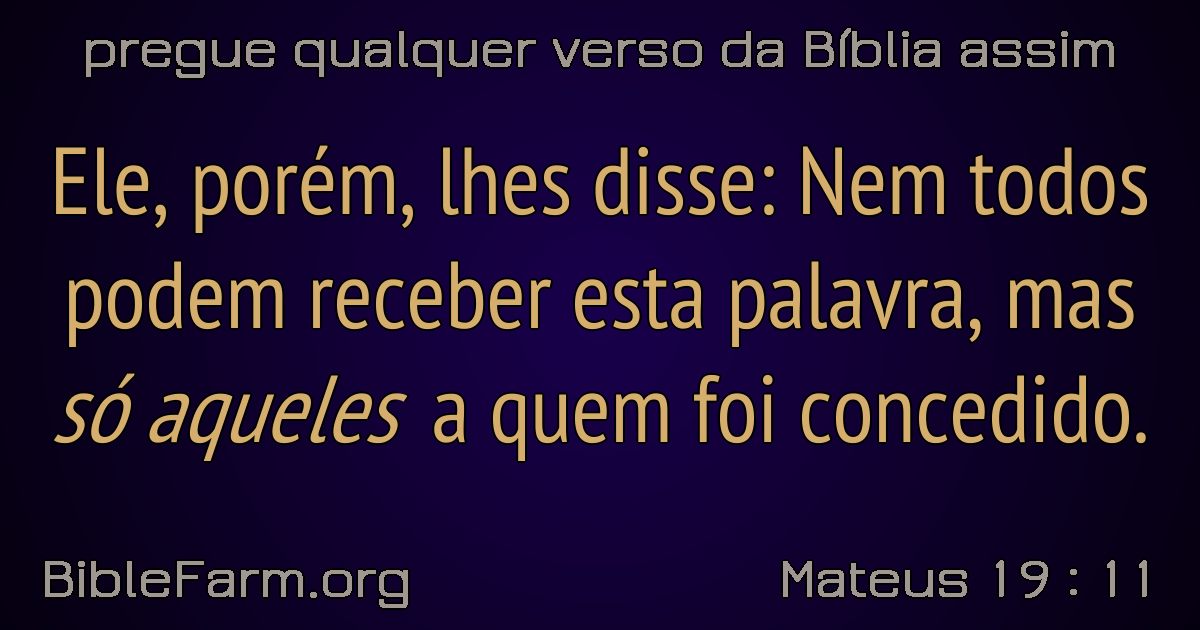 pregue qualquer verso da Bíblia assim
Ele, porém, lhes disse: Nem todos
podem receber esta palavra, mas
só aqueles a quem foi concedido.
BibleFarm.org
Mateus 19 : 11